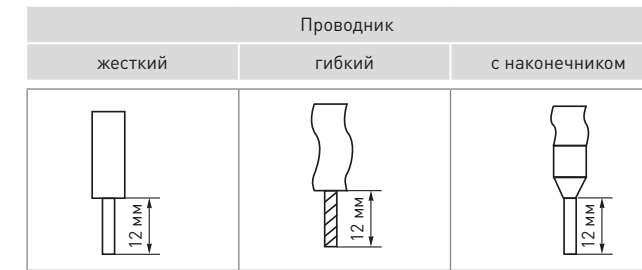 Проводник
жесткий гибкий с наконечником
12 мм 12 мм 12 мм